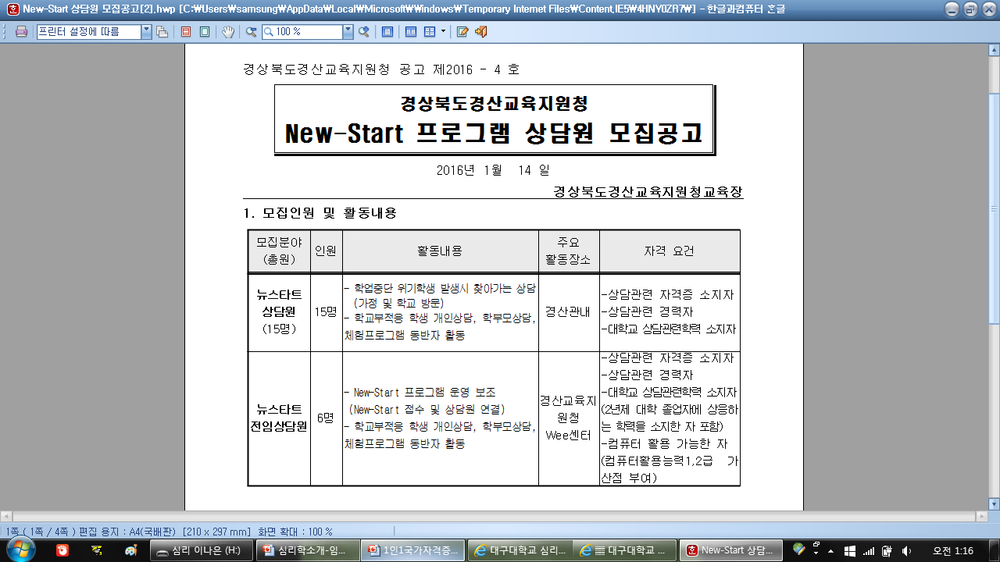 New-Start 상담원 모집공고[2].hwp [C:\Users\samsung\AppData\Local\Microsoft\Windows\Temporary Internet Files\Content.IE5\4HNY0ZR7\] - 한글과컴퓨터 한글
프린터 설정에 따름
100 %
경상북도경산교육지원청 공고 제2016 - 4 호
경상북도경산교육지원청
New-Start 프로그램 상담원 모집공고
2016년 1월 14 일
경상북도경산교육지원청교육장
1. 모집인원 및 활동내용
모집분야
(총원)
인원
활동내용
주요
활동장소
자격 요건
뉴스타트
상담원
(15명)
15명
- 학업중단 위기학생 발생시 찾아가는 상담
(가정 및 학교 방문)
- 학교부적응 학생 개인상담, 학부모상담,
체험프로그램 동반자 활동
경산관내
-상담관련 자격증 소지자
-상담관련 경력자
-대학교 상담관련학력 소지자
뉴스타트
전임상담원
6명
- New-Start 프로그램 운영 보조
(New-Start 접수 및 상담원 연결)
- 학교부적응 학생 개인상담, 학부모상담,
체험프로그램 동반자 활동
경산교육지
원청
Wee센터
-상담관련 자격증 소지자
-상담관련 경력자
-대학교 상담관련학력 소지자
(2년제 대학 졸업자에 상응하
는 학력을 소지한 자 포함)
-컴퓨터 활용 가능한 자
(컴퓨터활용능력1,2급 가
산점 부여)
1쪽 ( 1쪽 / 4쪽 ) 편집 용지 : A4(국배판) [210 x 297 mm] 화면 확대 : 100 %
심리 이나은 (H:)
심리학소개-임...
1인1국가자격증...
대구대학교 심리...
대구대학교 ...
New-Start 상담...
오전 1:16